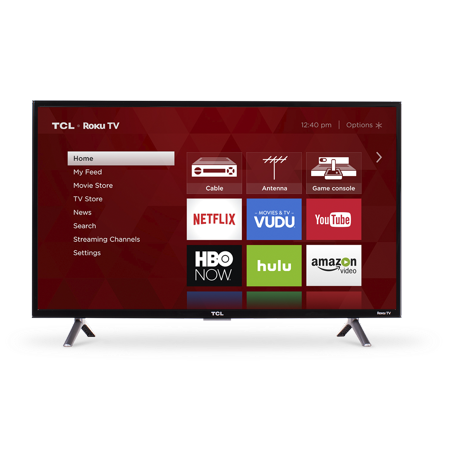 TCL • Roku TV
12:40 pm | Options ✳
Home
My Feed
Movie Store
TV Store
News
Search
Streaming Channels
Settings
Cable
Antenna
Game console
NETFLIX
- MOVIES & TV -
VUDU
YouTube
HBO
NOW
hulu
amazon
video
TCL
Roku TV